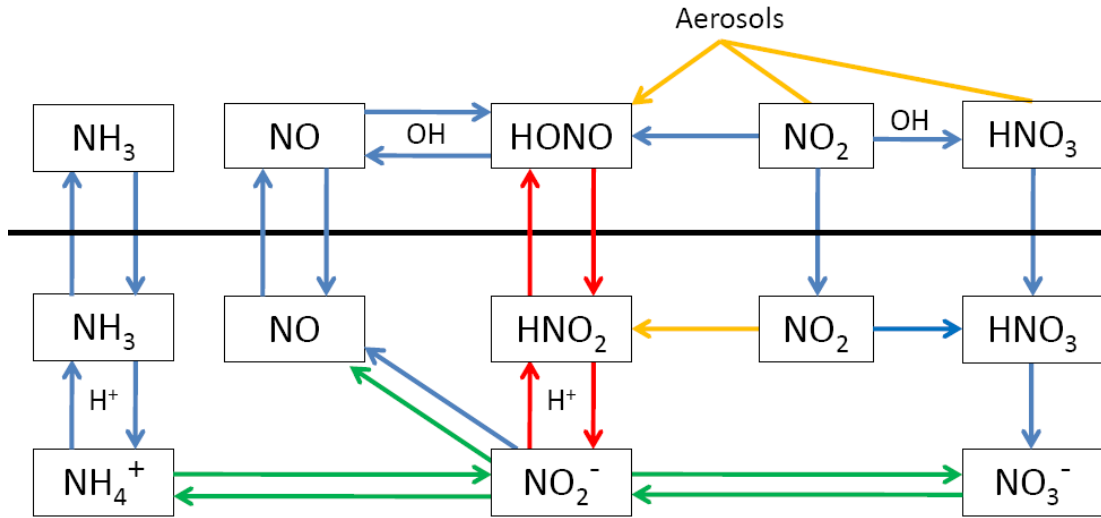 Aerosols
NH₃
NO
OH
HONO
NO₂
OH
HNO₃
NH₃
NO
HNO₂
NO₂
HNO₃
H⁺
H⁺
NH₄⁺
NO₂⁻
NO₃⁻